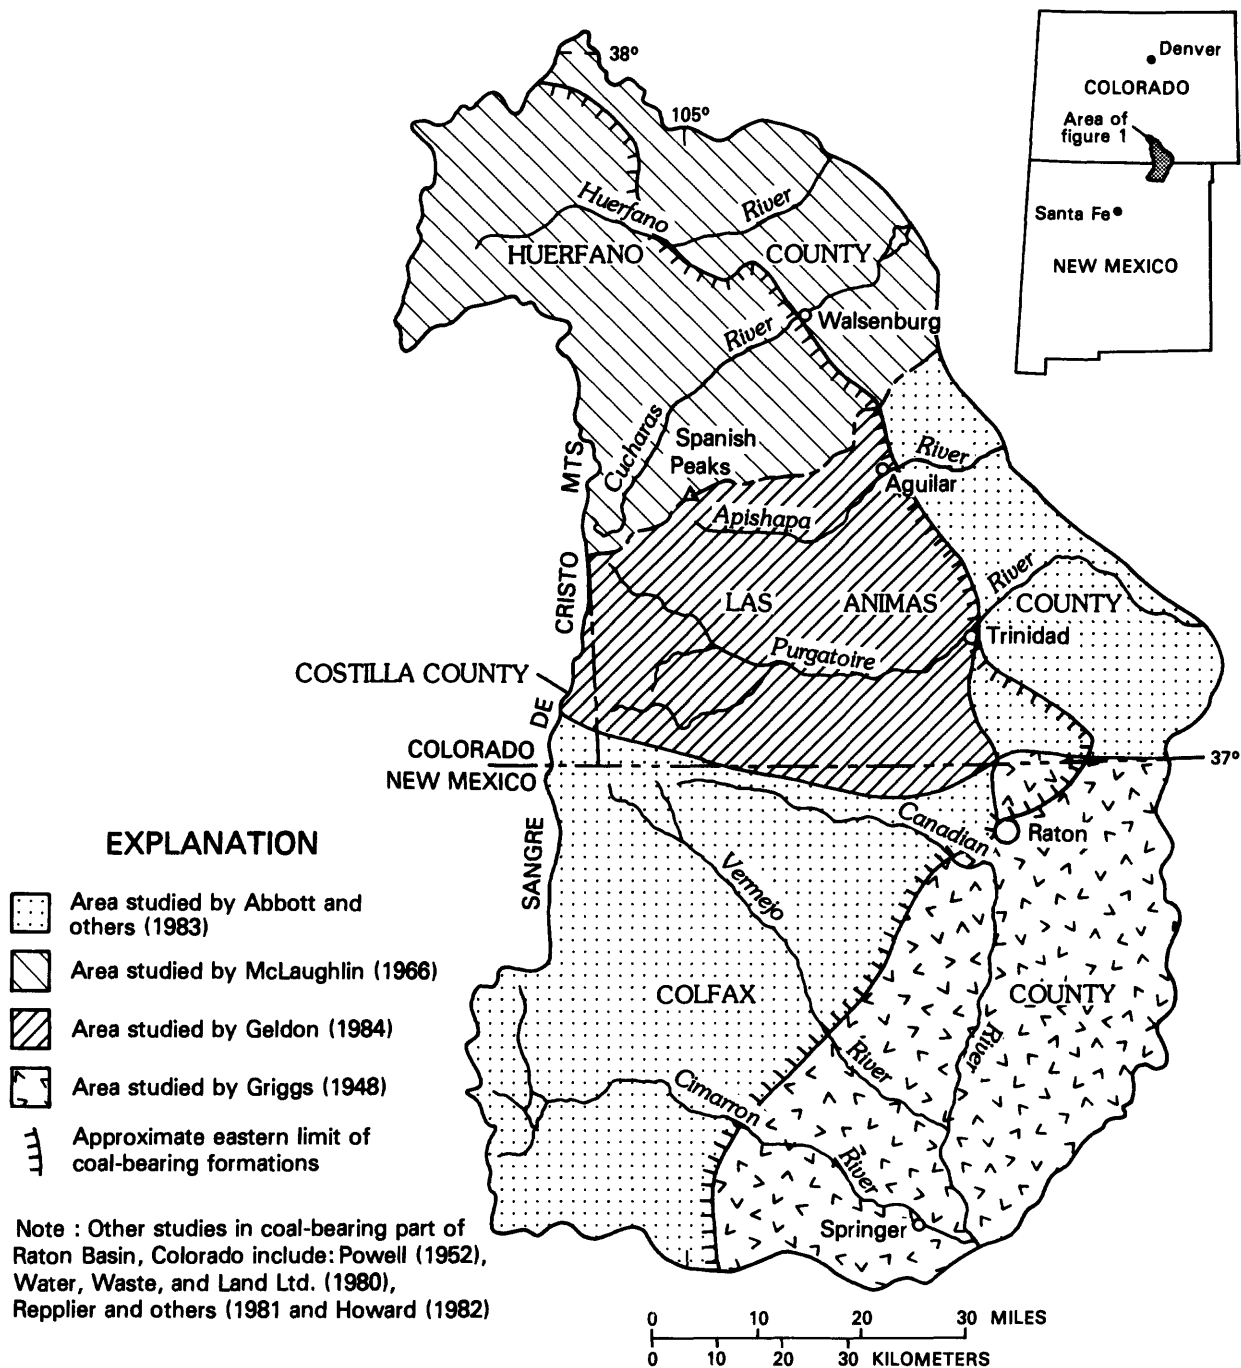 38°
105°
Denver
COLORADO
Area of
figure 1
Santa Fe
NEW MEXICO
Huerfano
River
HUERFANO
COUNTY
River
Walsenburg
Cucharas
Spanish
Peaks
River
Aguilar
Apishapa
MTS
CRISTO
LAS
ANIMAS
River
COUNTY
Trinidad
Purgatoire
COSTILLA COUNTY
DE
COLORADO
NEW MEXICO
37°
Canadian
Raton
SANGRE
Vermejo
COLFAX
COUNTY
River
River
Cimarron
River
Springer
EXPLANATION
Area studied by Abbott and
others (1983)
Area studied by McLaughlin (1966)
Area studied by Geldon (1984)
Area studied by Griggs (1948)
Approximate eastern limit of
coal-bearing formations
Note : Other studies in coal-bearing part of
Raton Basin, Colorado include: Powell (1952),
Water, Waste, and Land Ltd. (1980),
Repplier and others (1981 and Howard (1982)
0 10 20 30 MILES
0 10 20 30 KILOMETERS